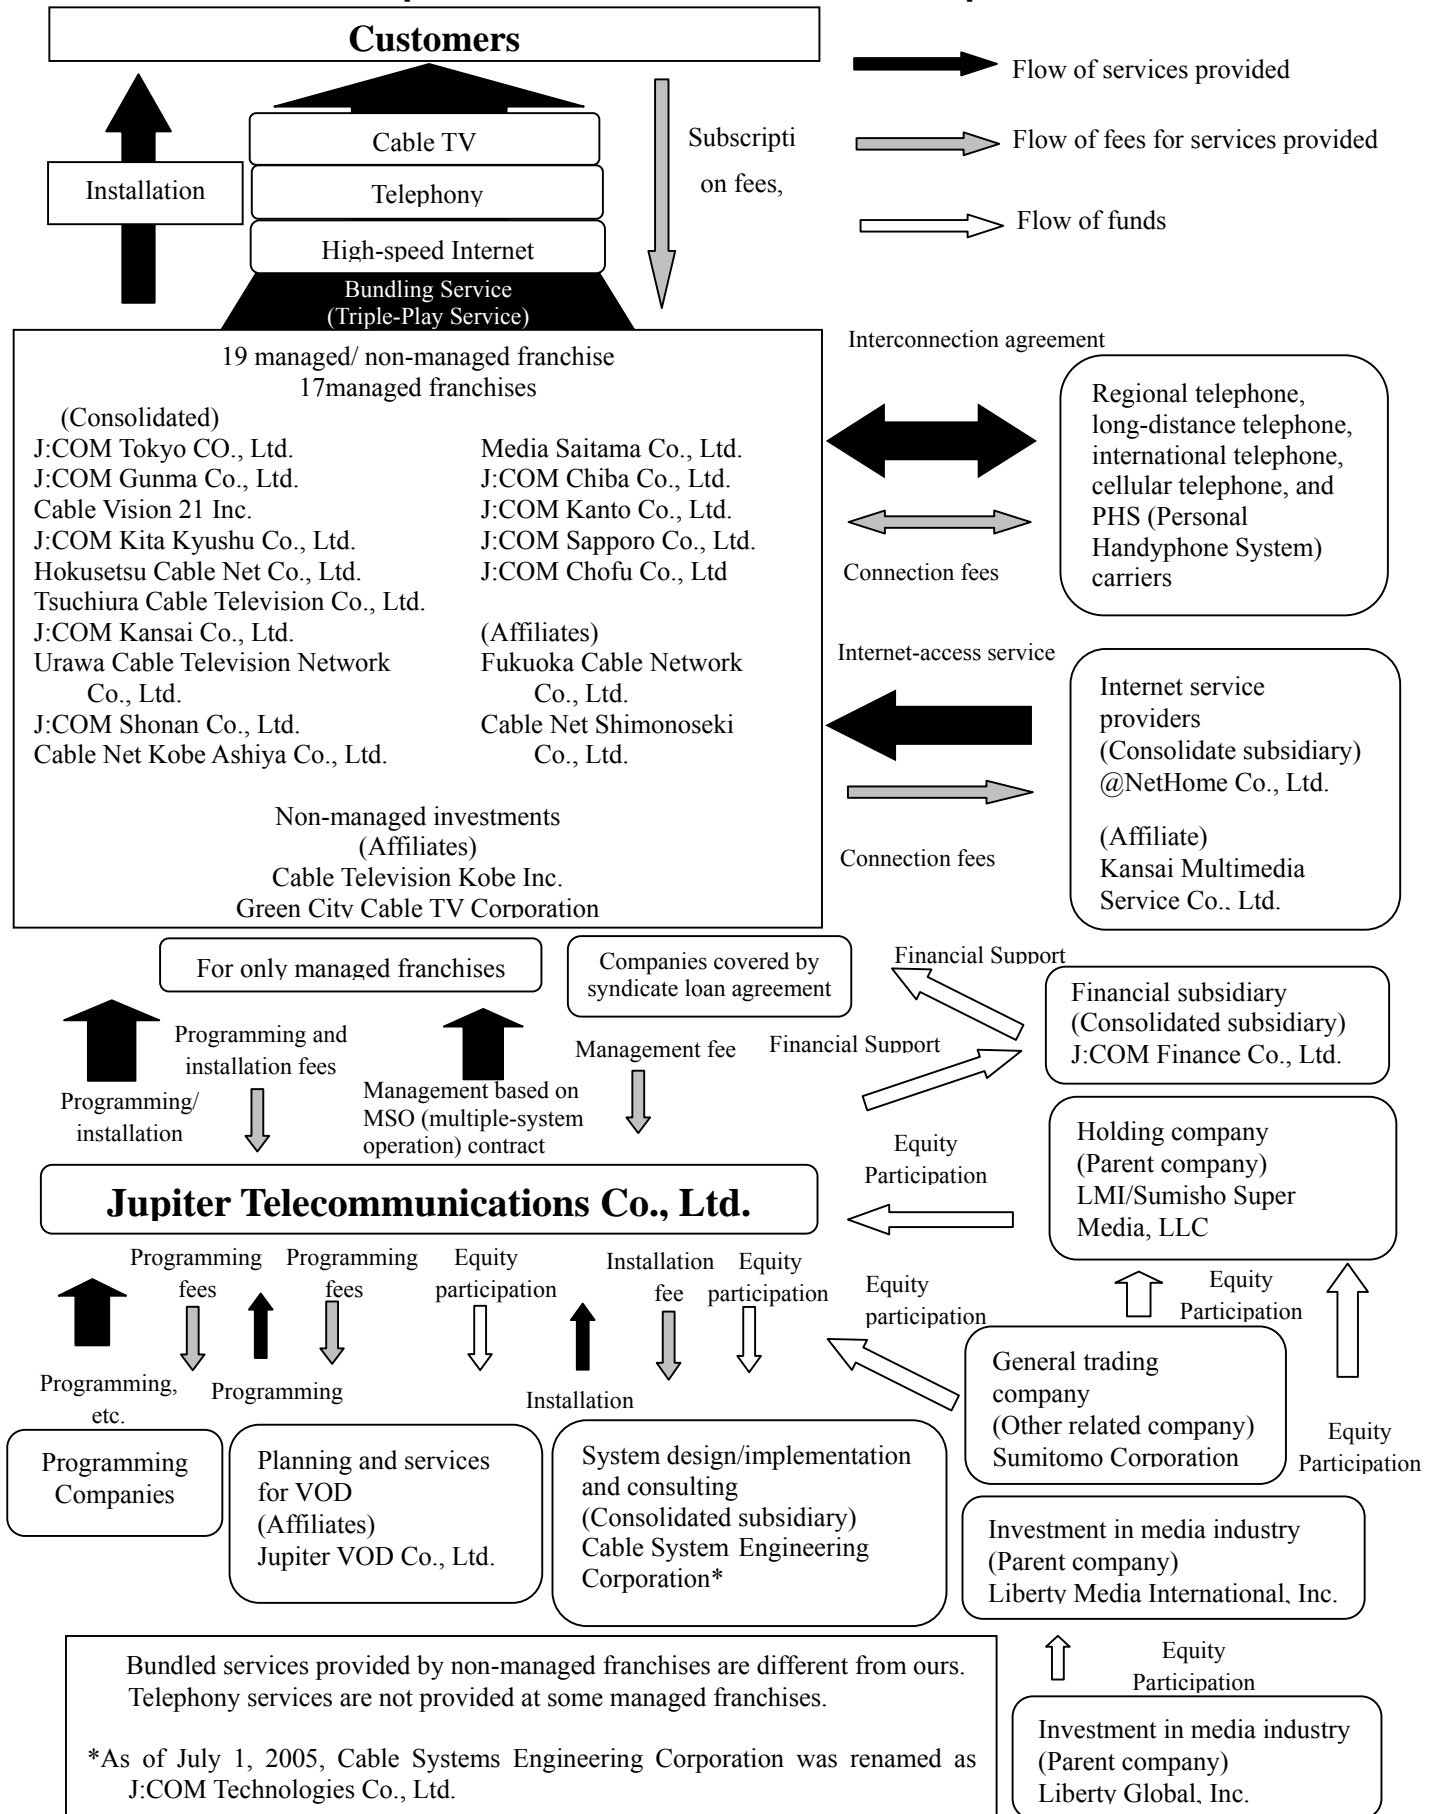 Customers
Flow of services provided
Flow of fees for services provided
Flow of funds
Cable TV
Telephony
High-speed Internet
Bundling Service
(Triple-Play Service)
Installation
Subscripti
on fees,
19 managed/ non-managed franchise
17managed franchises
(Consolidated)
J:COM Tokyo CO., Ltd.
J:COM Gunma Co., Ltd.
Cable Vision 21 Inc.
J:COM Kita Kyushu Co., Ltd.
Hokusetsu Cable Net Co., Ltd.
Tsuchiura Cable Television Co., Ltd.
J:COM Kansai Co., Ltd.
Urawa Cable Television Network
Co., Ltd.
J:COM Shonan Co., Ltd.
Cable Net Kobe Ashiya Co., Ltd.
Media Saitama Co., Ltd.
J:COM Chiba Co., Ltd.
J:COM Kanto Co., Ltd.
J:COM Sapporo Co., Ltd.
J:COM Chofu Co., Ltd
(Affiliates)
Fukuoka Cable Network
Co., Ltd.
Cable Net Shimonoseki
Co., Ltd.
Non-managed investments
(Affiliates)
Cable Television Kobe Inc.
Green City Cable TV Corporation
Interconnection agreement
Connection fees
Regional telephone,
long-distance telephone,
international telephone,
cellular telephone, and
PHS (Personal
Handyphone System)
carriers
Internet-access service
Connection fees
Internet service
providers
(Consolidate subsidiary)
@NetHome Co., Ltd.
(Affiliate)
Kansai Multimedia
Service Co., Ltd.
For only managed franchises
Companies covered by
syndicate loan agreement
Financial Support
Financial subsidiary
(Consolidated subsidiary)
J:COM Finance Co., Ltd.
Programming and
installation fees
Programming/
installation
Management based on
MSO (multiple-system
operation) contract
Management fee
Financial Support
Equity
Participation
Holding company
(Parent company)
LMI/Sumisho Super
Media, LLC
Jupiter Telecommunications Co., Ltd.
Programming
fees
Programming
fees
Equity
participation
Installation
fee
Equity
participation
Equity
participation
Equity
Participation
Programming,
etc.
Programming
Installation
General trading
company
(Other related company)
Sumitomo Corporation
Equity
Participation
Programming
Companies
Planning and services
for VOD
(Affiliates)
Jupiter VOD Co., Ltd.
System design/implementation
and consulting
(Consolidated subsidiary)
Cable System Engineering
Corporation*
Investment in media industry
(Parent company)
Liberty Media International, Inc.
Equity
Participation
Investment in media industry
(Parent company)
Liberty Global, Inc.
Bundled services provided by non-managed franchises are different from ours.
Telephony services are not provided at some managed franchises.
*As of July 1, 2005, Cable Systems Engineering Corporation was renamed as
J:COM Technologies Co., Ltd.